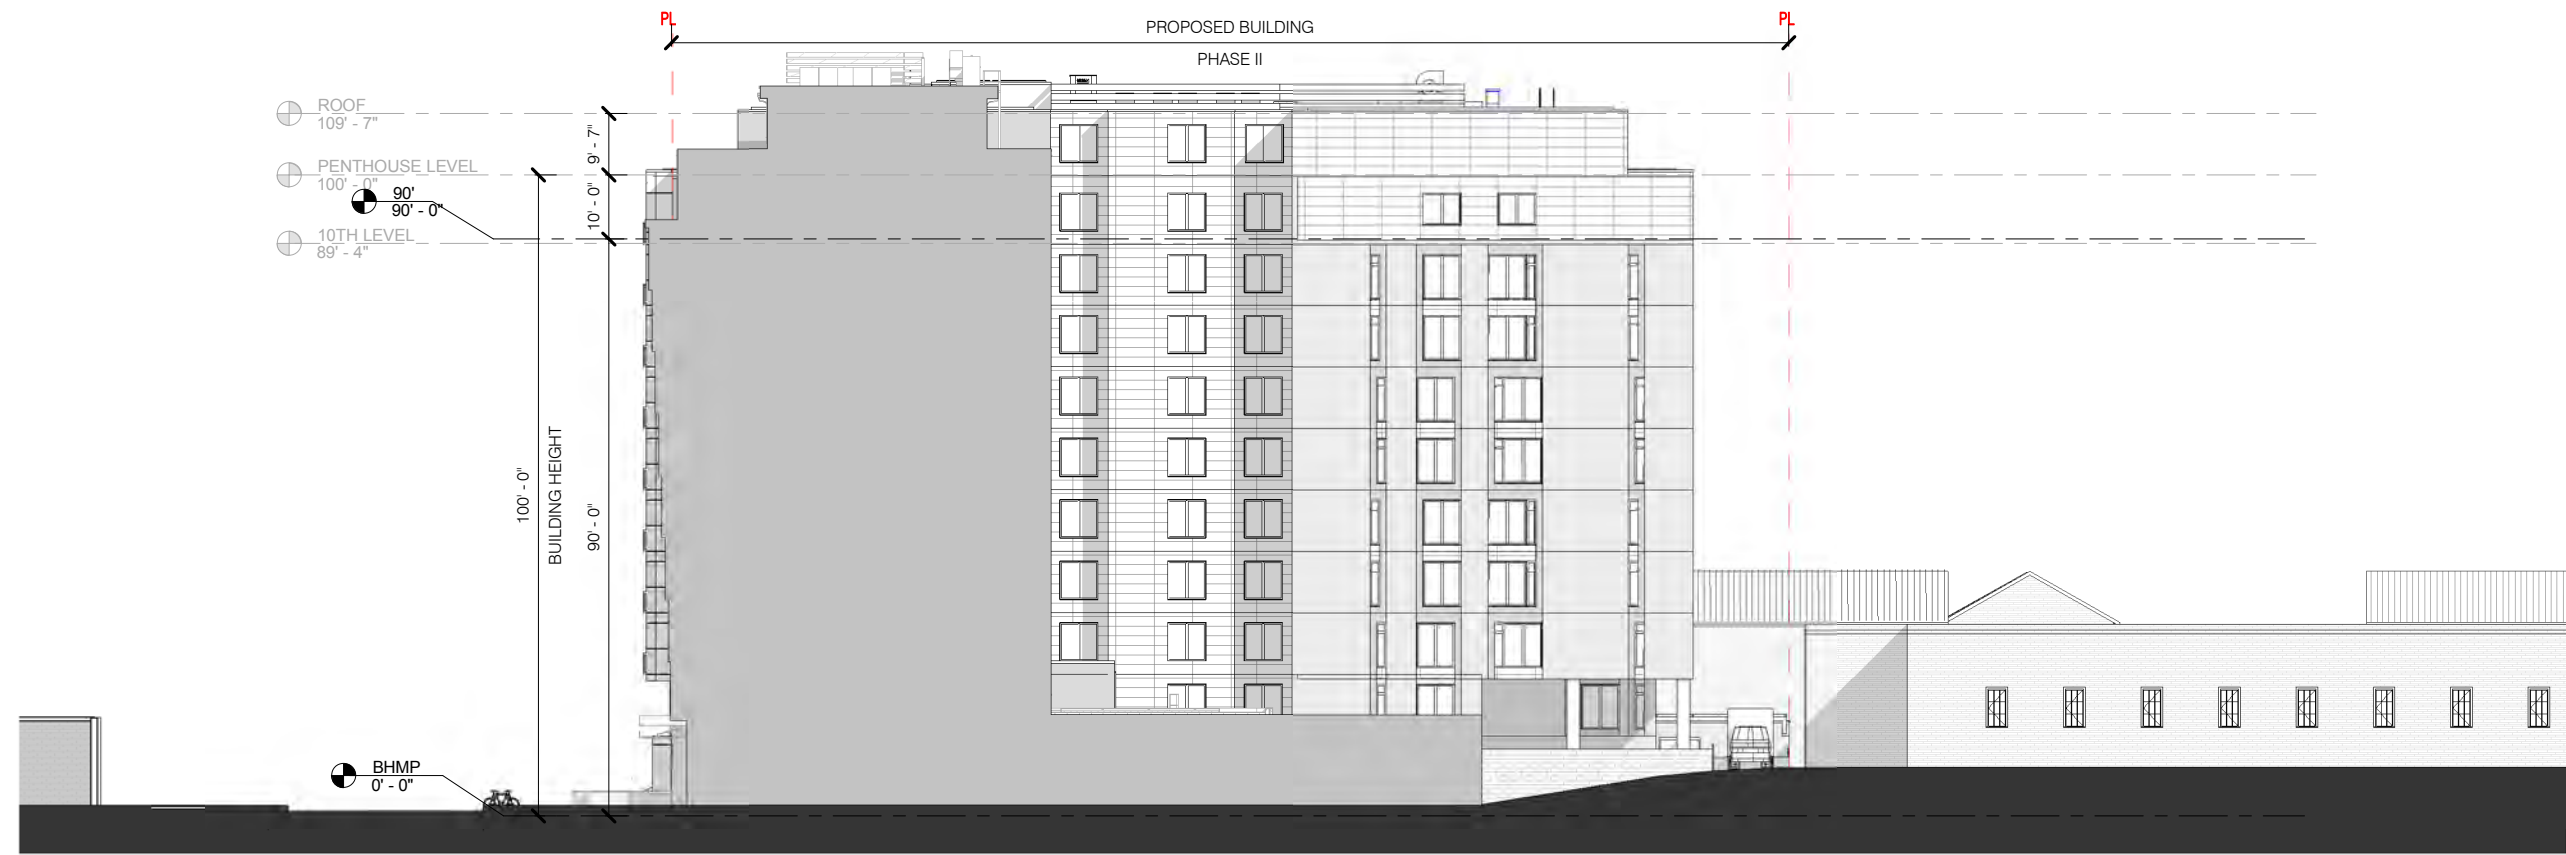 PL
PROPOSED BUILDING
PL
PHASE II
ROOF
109' - 7"
9' - 7"
PENTHOUSE LEVEL
100' - 0"
90'
90' - 0"
10' - 0"
10TH LEVEL
89' - 4"
100' - 0"
BUILDING HEIGHT
90' - 0"
BHMP
0' - 0"